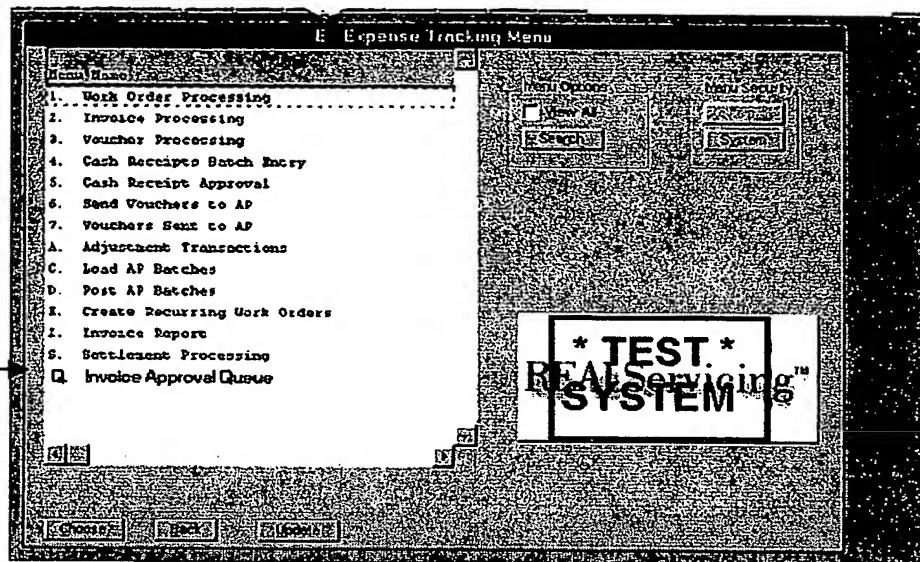 E Expense Tracking Menu
Menu Name
1. Work Order Processing
2. Invoice Processing
3. Voucher Processing
4. Cash Receipts Batch Entry
5. Cash Receipt Approval
6. Send Vouchers to AP
7. Vouchers Sent to AP
A. Adjustment Transactions
C. Load AP Batches
D. Post AP Batches
E. Create Recurring Work Orders
I. Invoice Report
S. Settlement Processing
Q. Invoice Approval Queue
Menu Options
View All
Search
Menu Security
System
* TEST *
REALServicing™
SYSTEM
Choose
Back
Update